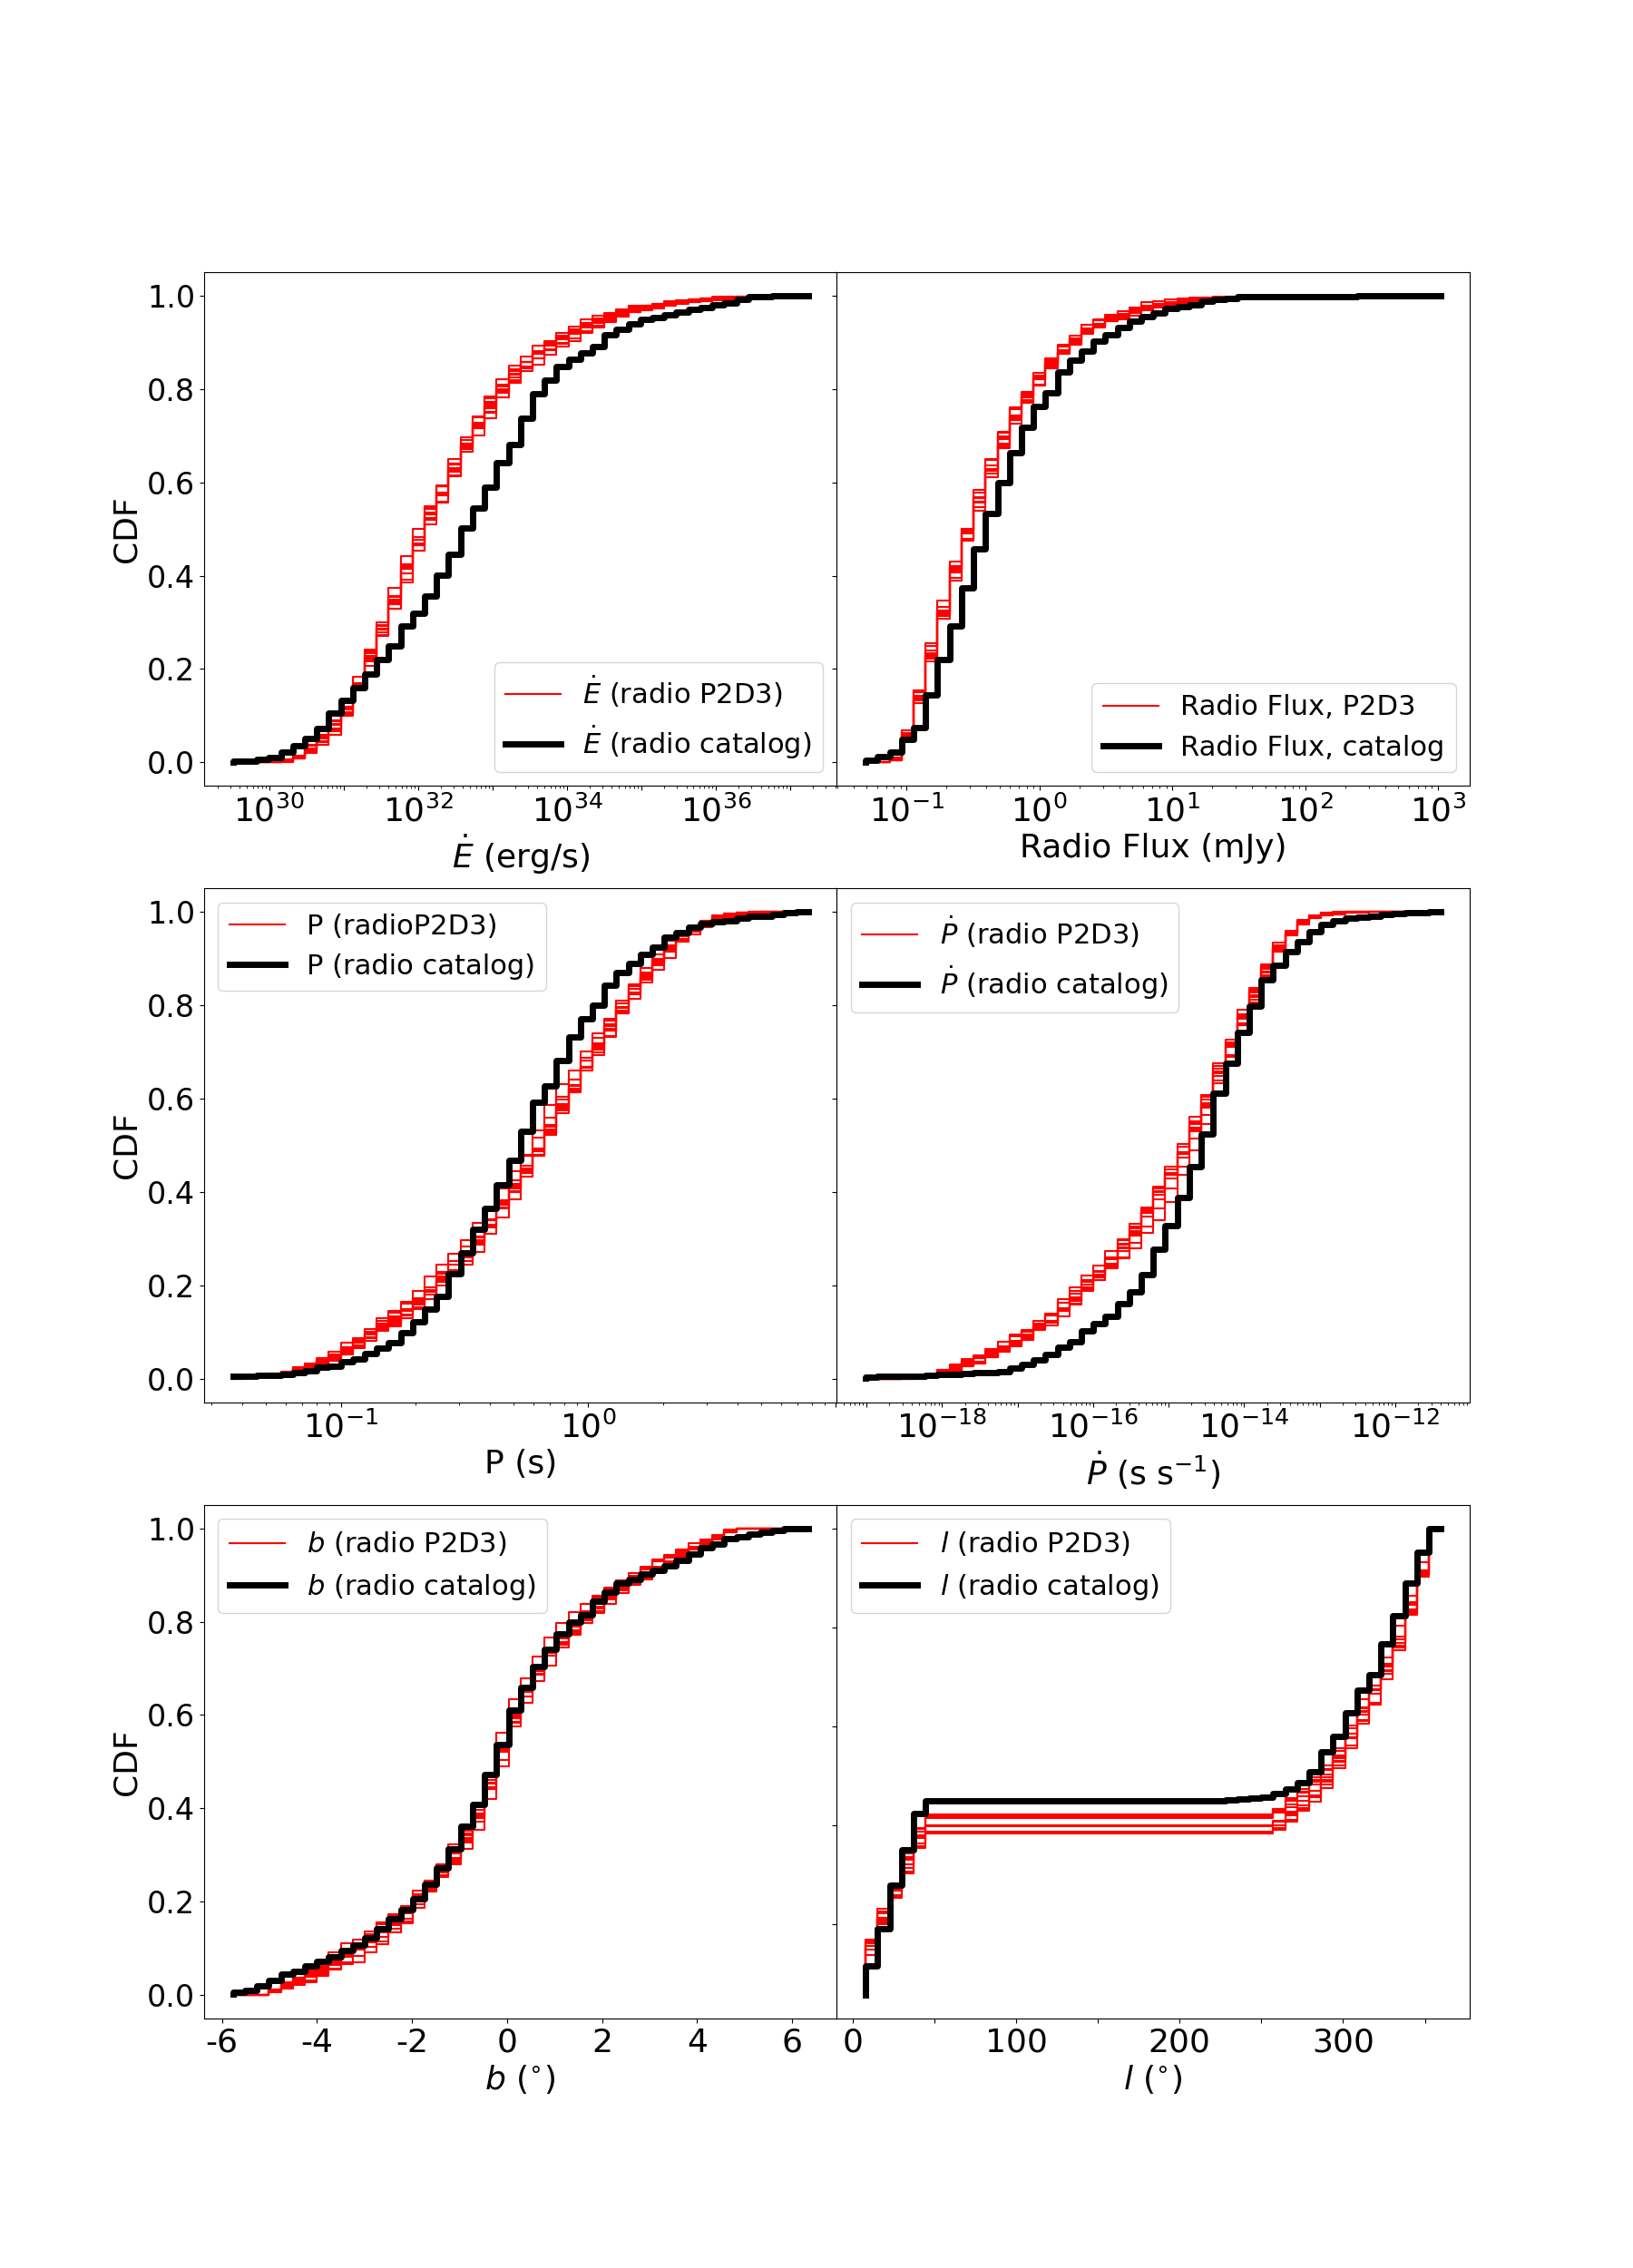 1.0
0.8
0.6
0.4
0.2
0.0
CDF
Ė (radio P2D3)
Ė (radio catalog)
10^30 10^32 10^34 10^36
Ė (erg/s)
Radio Flux, P2D3
Radio Flux, catalog
10^−1 10^0 10^1 10^2 10^3
Radio Flux (mJy)
1.0
0.8
0.6
0.4
0.2
0.0
CDF
P (radioP2D3)
P (radio catalog)
10^−1 10^0
P (s)
Ṗ (radio P2D3)
Ṗ (radio catalog)
10^−18 10^−16 10^−14 10^−12
Ṗ (s s^−1)
1.0
0.8
0.6
0.4
0.2
0.0
CDF
b (radio P2D3)
b (radio catalog)
-6 -4 -2 0 2 4 6
b (°)
l (radio P2D3)
l (radio catalog)
0 100 200 300
l (°)